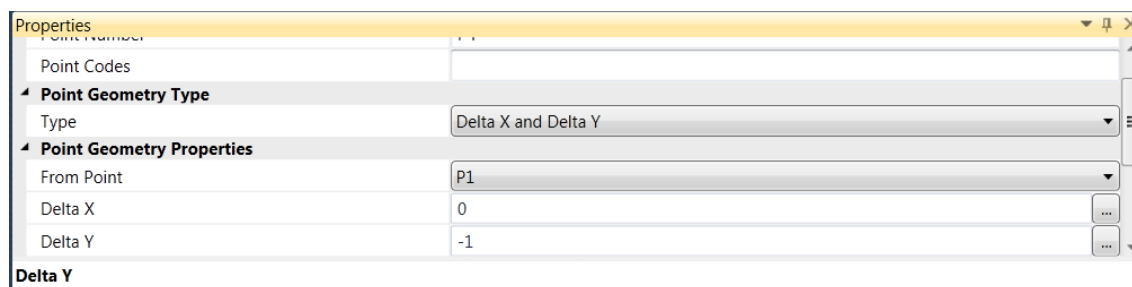 Properties
Point Codes
Point Geometry Type
Type Delta X and Delta Y
Point Geometry Properties
From Point P1
Delta X 0 ...
Delta Y -1 ...
Delta Y